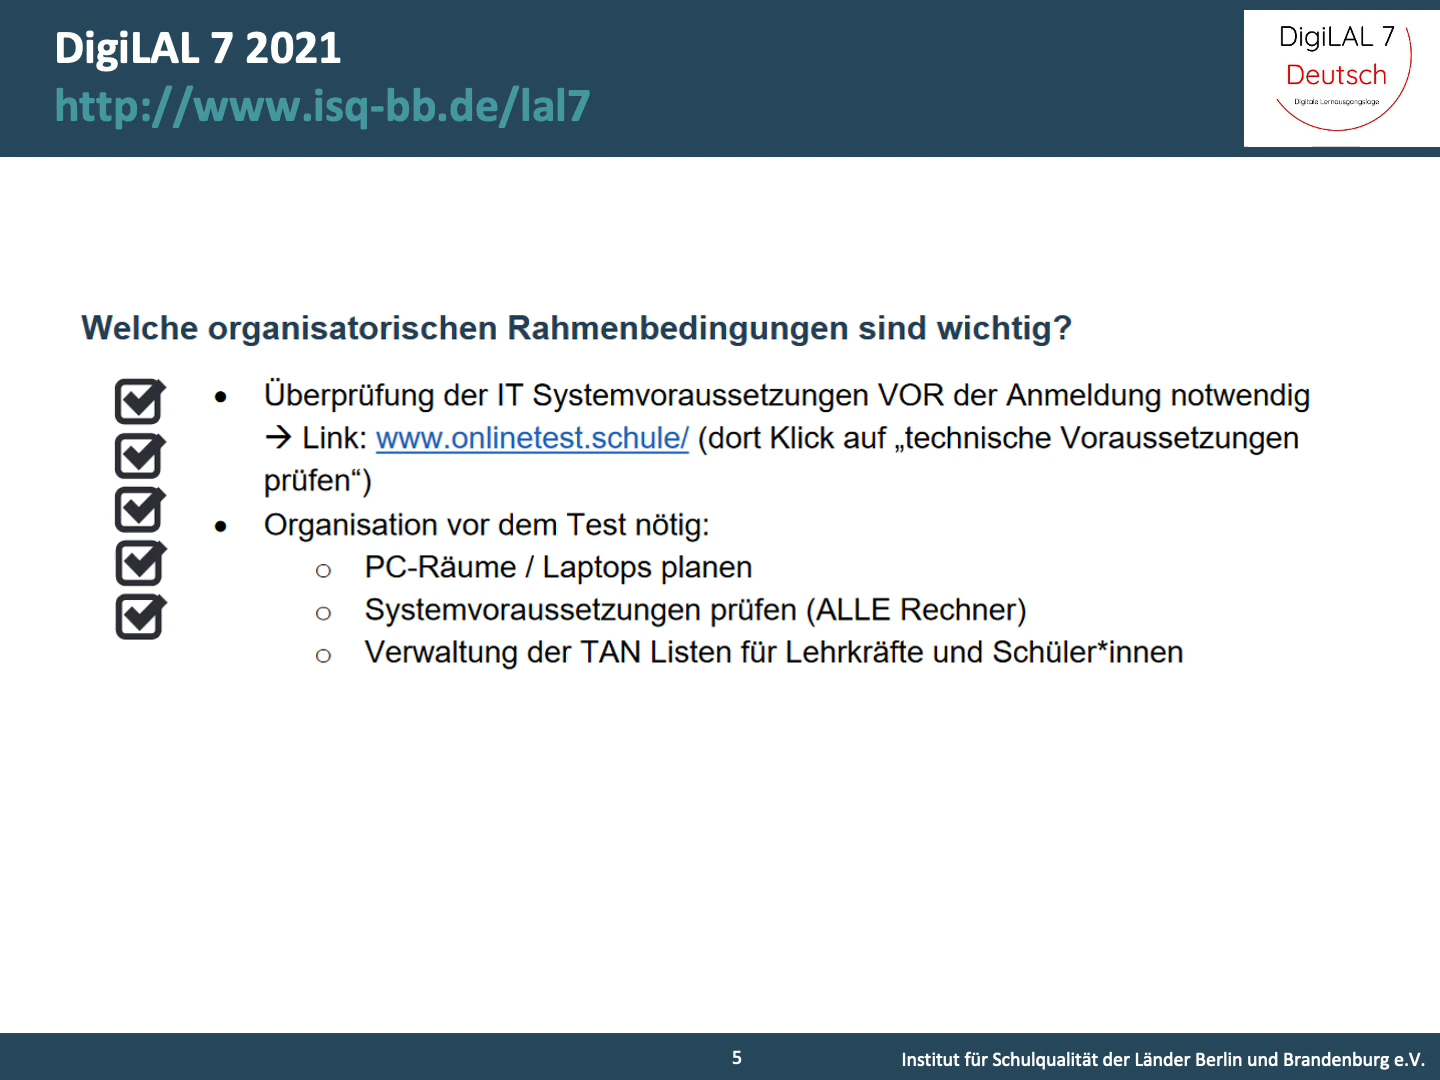 DigiLAL 7 2021
http://www.isq-bb.de/lal7
DigiLAL 7
Deutsch
Digitale Lernausgangslage
Welche organisatorischen Rahmenbedingungen sind wichtig?
• Überprüfung der IT Systemvoraussetzungen VOR der Anmeldung notwendig
→ Link: www.onlinetest.schule/ (dort Klick auf „technische Voraussetzungen
prüfen“)
• Organisation vor dem Test nötig:
o PC-Räume / Laptops planen
o Systemvoraussetzungen prüfen (ALLE Rechner)
o Verwaltung der TAN Listen für Lehrkräfte und Schüler*innen
5
Institut für Schulqualität der Länder Berlin und Brandenburg e.V.